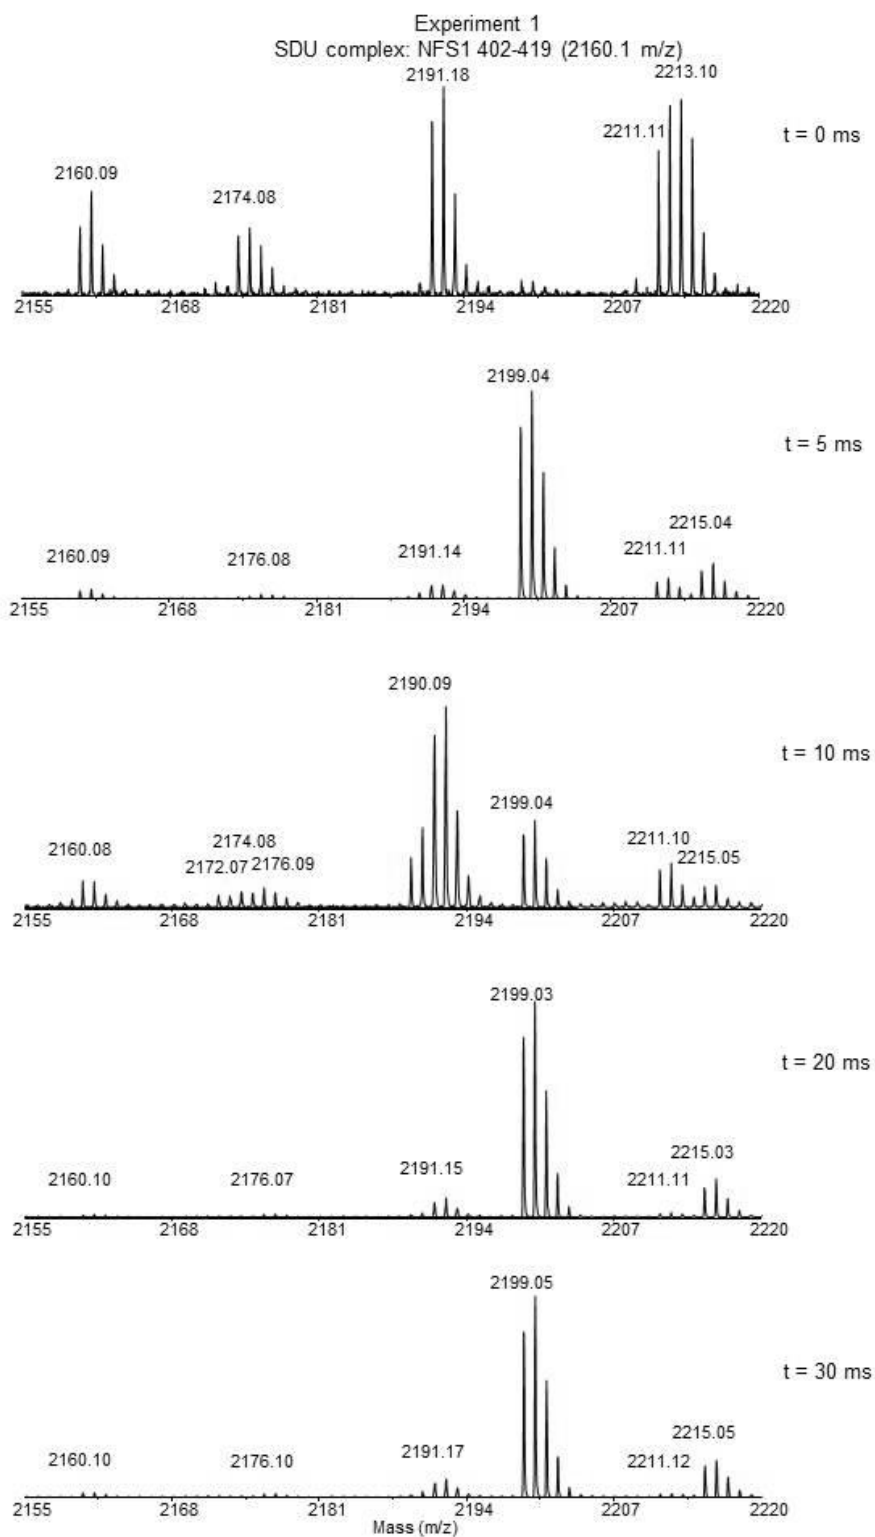 Experiment 1
SDU complex: NFS1 402-419 (2160.1 m/z)
2191.18
2213.10
2211.11
t = 0 ms
2160.09
2174.08
2155 2168 2181 2194 2207 2220
2199.04
t = 5 ms
2215.04
2160.09
2176.08
2191.14
2211.11
2155 2168 2181 2194 2207 2220
2190.09
t = 10 ms
2199.04
2160.08
2174.08
2211.10
2172.07
2176.09
2215.05
2155 2168 2181 2194 2207 2220
2199.03
t = 20 ms
2215.03
2160.10
2176.07
2191.15
2211.11
2155 2168 2181 2194 2207 2220
2199.05
t = 30 ms
2215.05
2160.10
2176.10
2191.17
2211.12
2155 2168 2181 2194 2207 2220
Mass (m/z)